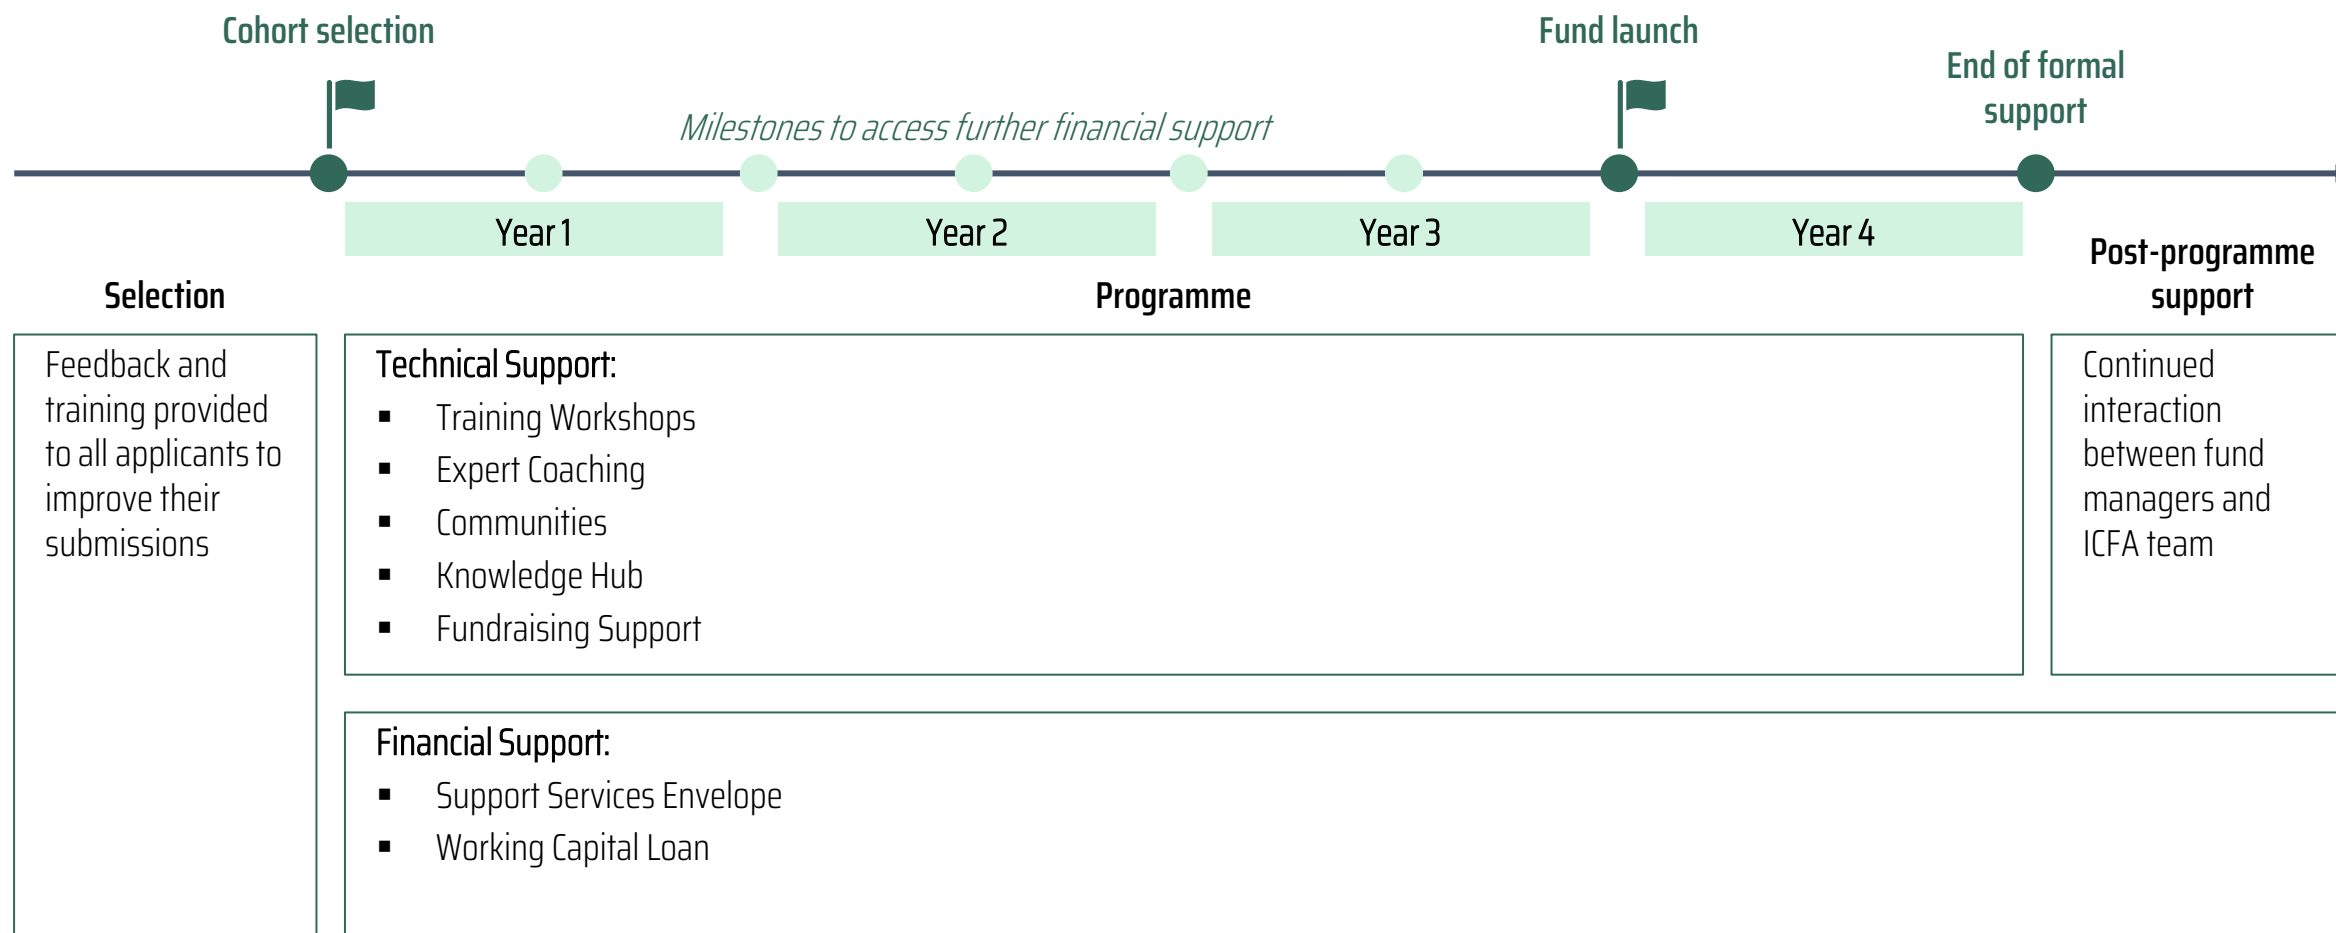 Cohort selection
Fund launch
End of formal
support
Milestones to access further financial support
Year 1
Year 2
Year 3
Year 4
Selection
Programme
Post-programme
support
Feedback and
training provided
to all applicants to
improve their
submissions
Technical Support:
Training Workshops
Expert Coaching
Communities
Knowledge Hub
Fundraising Support
Continued
interaction
between fund
managers and
ICFA team
Financial Support:
Support Services Envelope
Working Capital Loan